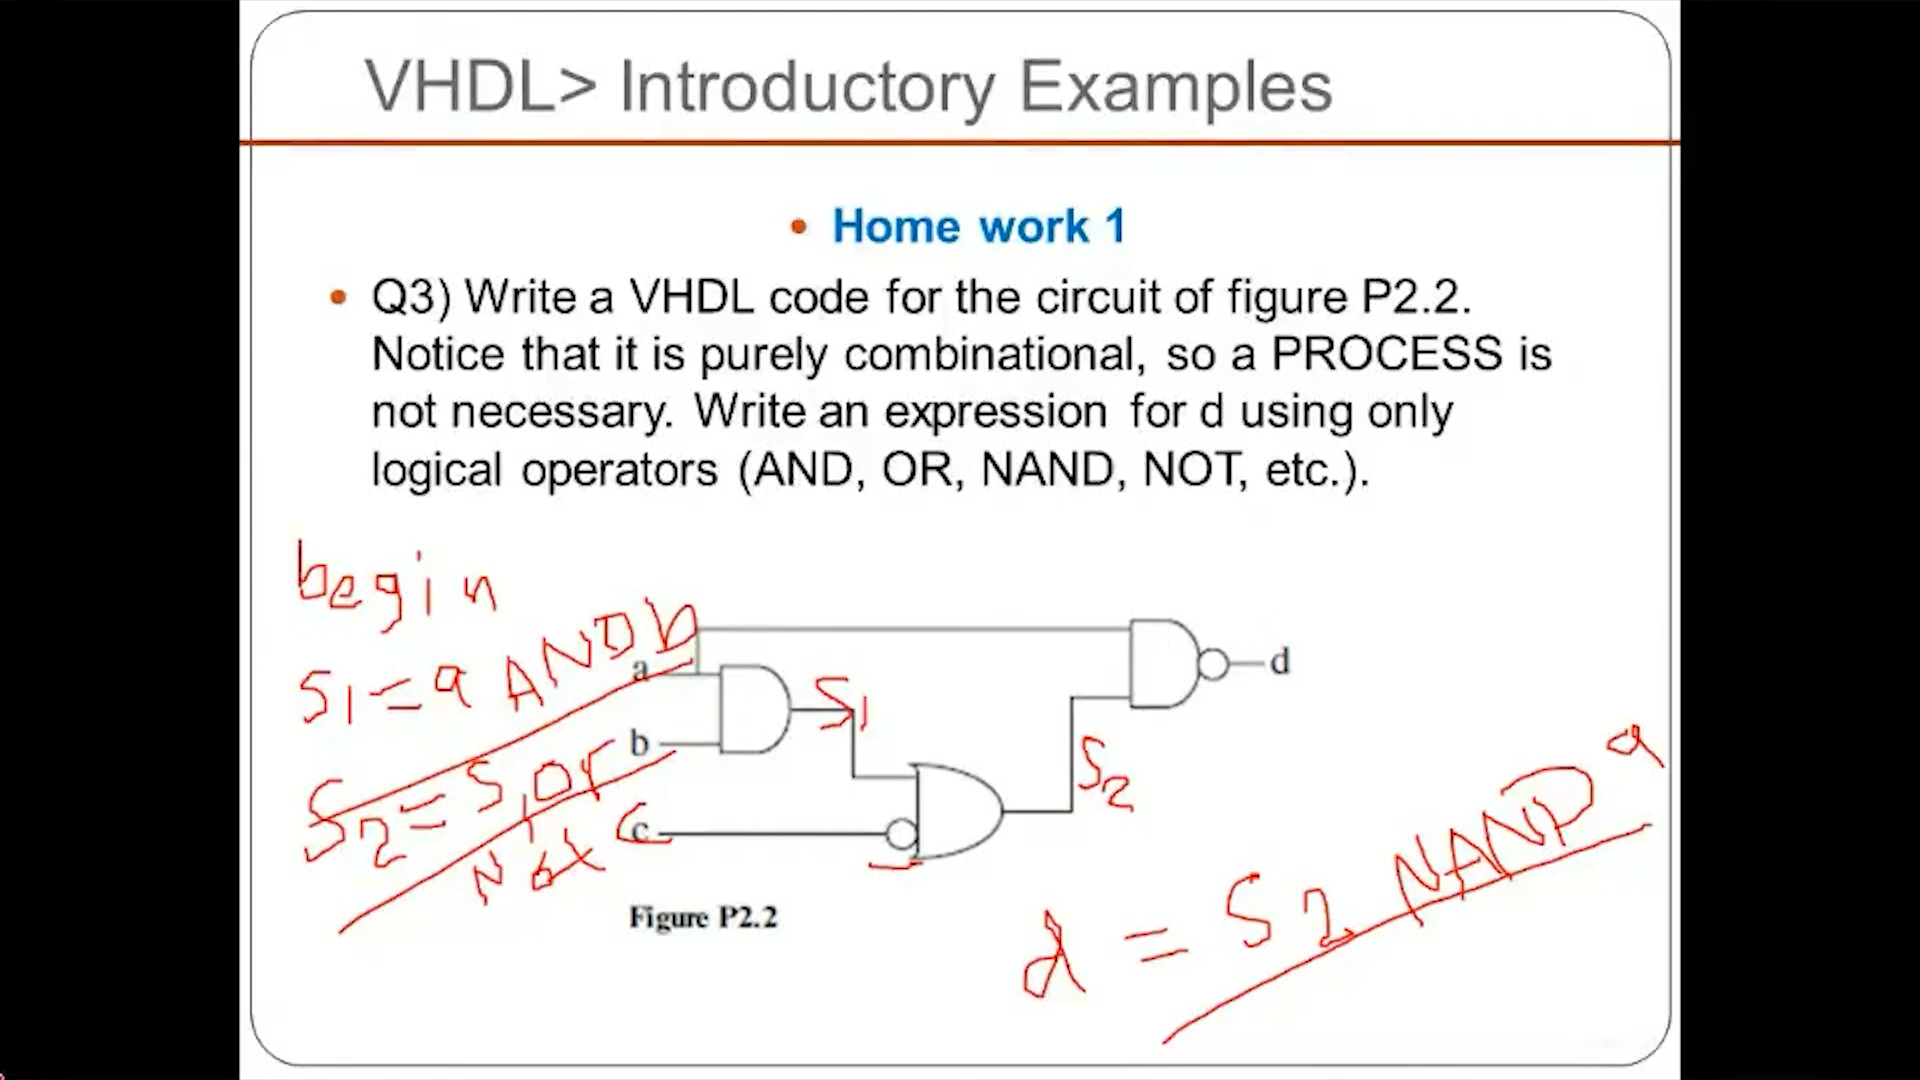 VHDL> Introductory Examples
• Home work 1
• Q3) Write a VHDL code for the circuit of figure P2.2.
Notice that it is purely combinational, so a PROCESS is
not necessary. Write an expression for d using only
logical operators (AND, OR, NAND, NOT, etc.).
begin
S1 = a AND b
S2 = S1 or
Not C
a
b
c
S1
S2
d
d = S2 NAND a
Figure P2.2